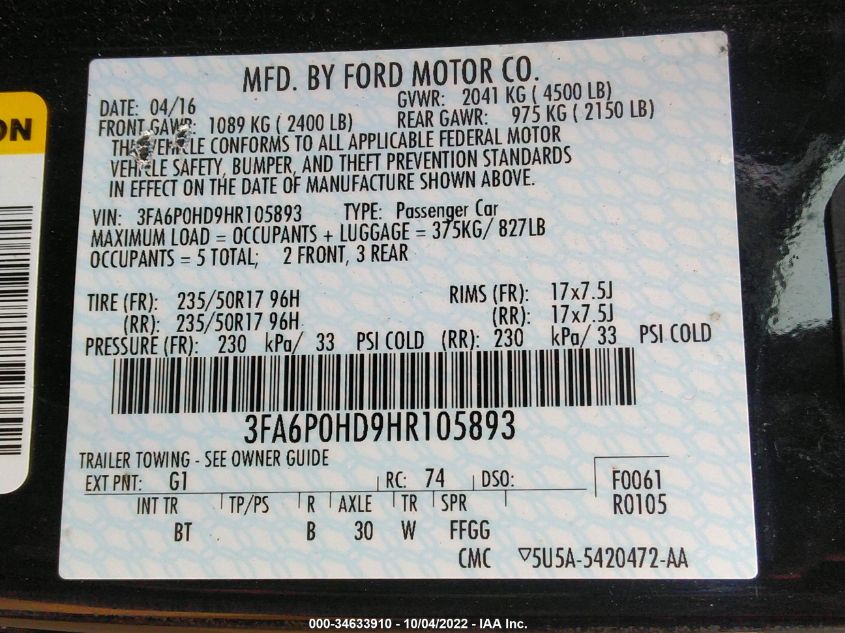 ON
MFD. BY FORD MOTOR CO.
DATE: 04/16 GVWR: 2041 KG ( 4500 LB)
FRONT GAWR: 1089 KG ( 2400 LB) REAR GAWR: 975 KG ( 2150 LB)
THIS VEHICLE CONFORMS TO ALL APPLICABLE FEDERAL MOTOR
VEHICLE SAFETY, BUMPER, AND THEFT PREVENTION STANDARDS
IN EFFECT ON THE DATE OF MANUFACTURE SHOWN ABOVE.
VIN: 3FA6P0HD9HR105893 TYPE: Passenger Car
MAXIMUM LOAD = OCCUPANTS + LUGGAGE = 375KG/ 827LB
OCCUPANTS = 5 TOTAL; 2 FRONT, 3 REAR
TIRE (FR): 235/50R17 96H RIMS (FR): 17x7.5J
(RR): 235/50R17 96H (RR): 17x7.5J
PRESSURE (FR): 230 kPa/ 33 PSI COLD (RR): 230 kPa/ 33 PSI COLD
3FA6P0HD9HR105893
TRAILER TOWING - SEE OWNER GUIDE
EXT PNT: G1 RC: 74 DSO: F0061
R0105
INT TR TP/PS R AXLE TR SPR
BT B 30 W FFGG
CMC ▽5U5A-5420472-AA
000-34633910 - 10/04/2022 - IAA Inc.